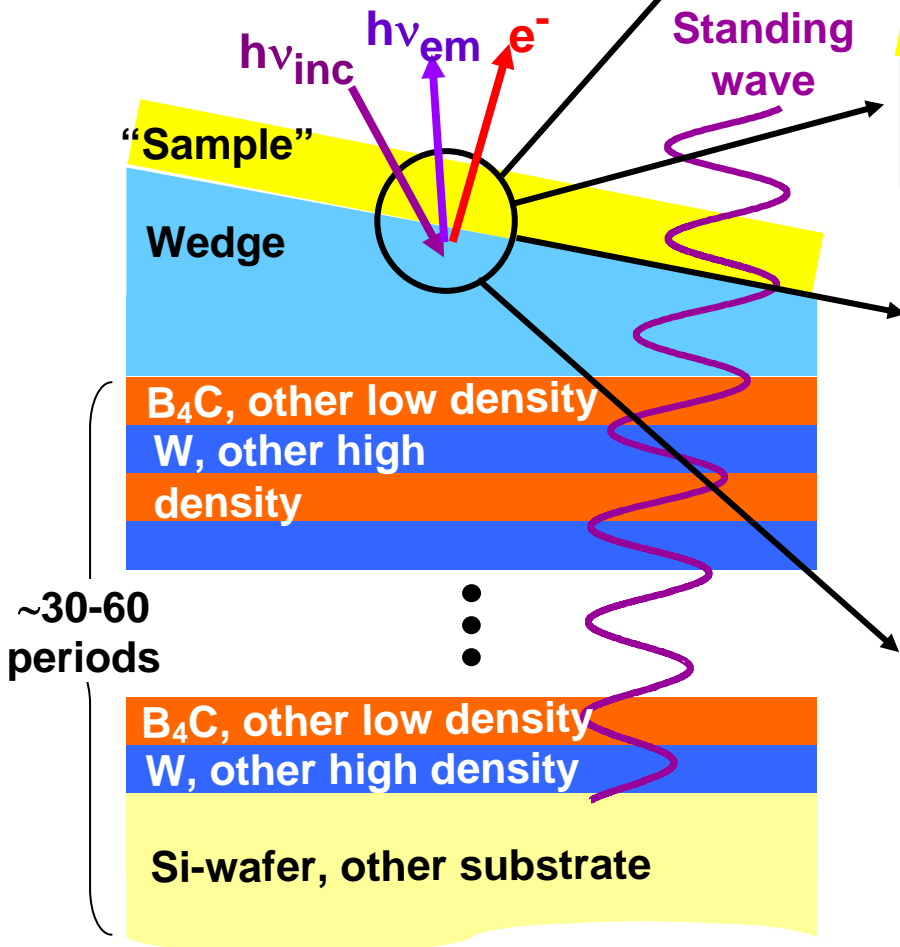 hνinc
hνem
e-
Standing
wave
“Sample”
Wedge
B₄C, other low density
W, other high
density
~30-60
periods
B₄C, other low density
W, other high density
Si-wafer, other substrate